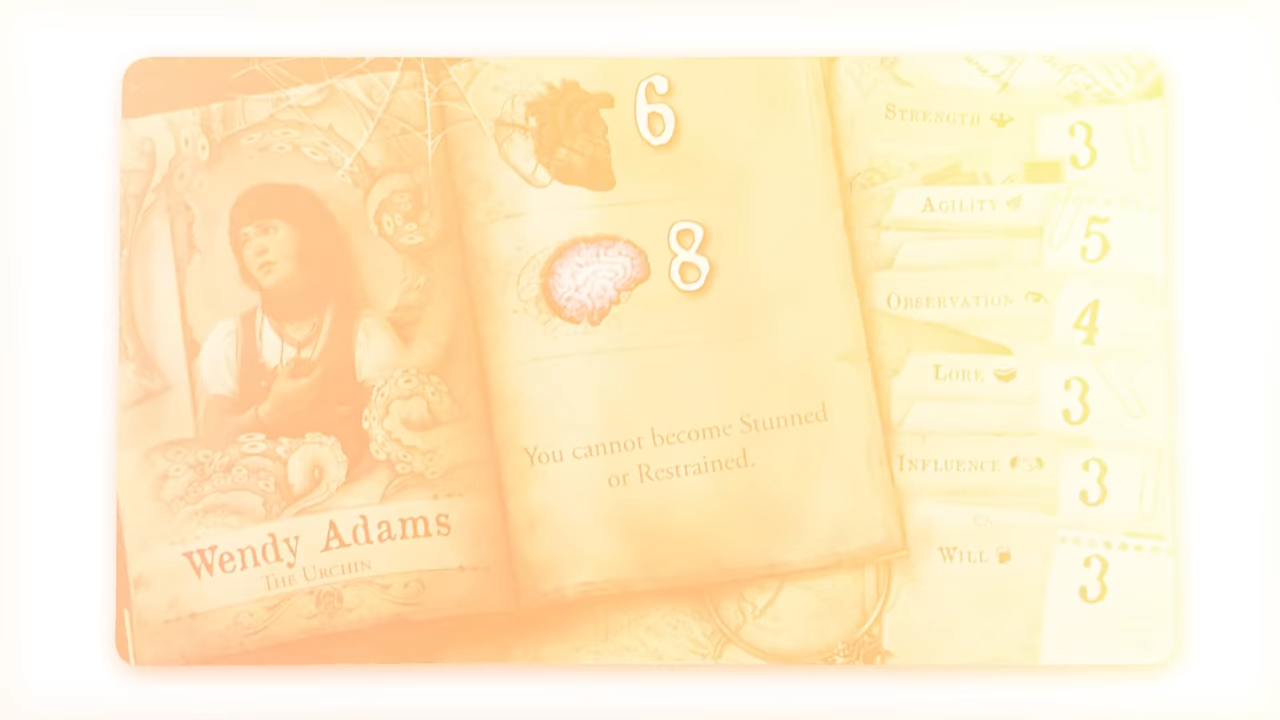 Wendy Adams
The Urchin
6
8
You cannot become Stunned
or Restrained.
Strength 3
Agility 5
Observation 4
Lore 3
Influence 3
Will 3